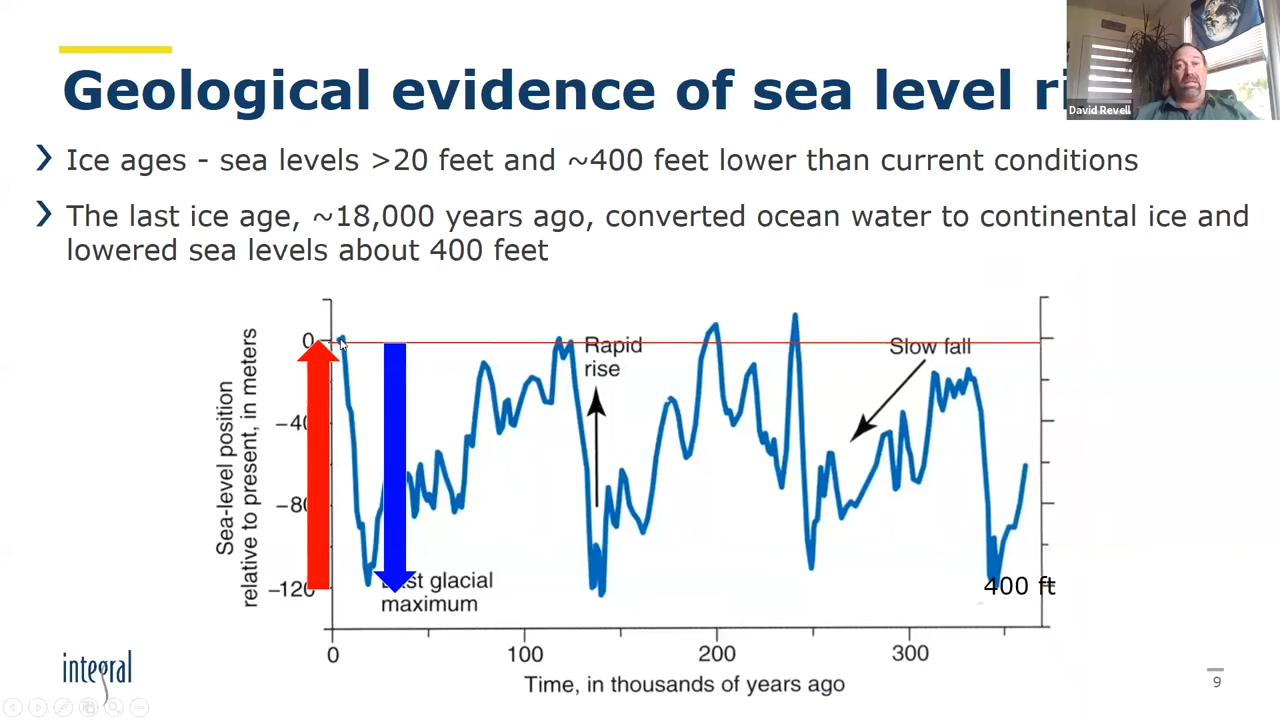 David Revell
Geological evidence of sea level
Ice ages - sea levels >20 feet and ~400 feet lower than current conditions
The last ice age, ~18,000 years ago, converted ocean water to continental ice and
lowered sea levels about 400 feet
Sea-level position
relative to present, in meters
0
−80
−120
Rapid
rise
Slow fall
glacial
maximum
400 ft
0
100
200
300
Time, in thousands of years ago
integral
9